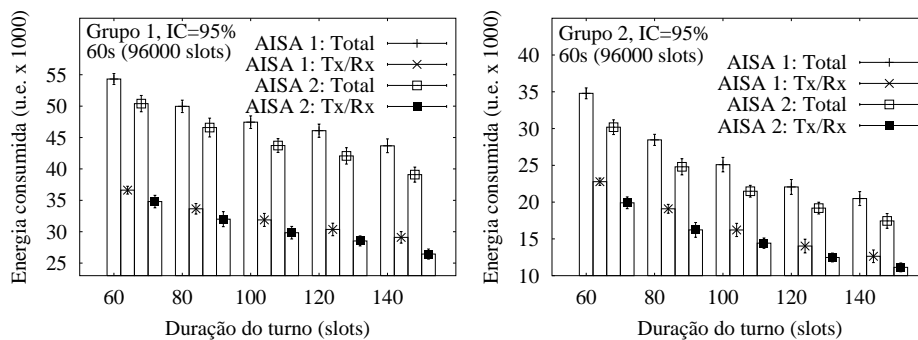 Grupo 1, IC=95%
60s (96000 slots)
AISA 1: Total
AISA 1: Tx/Rx
AISA 2: Total
AISA 2: Tx/Rx
Energia consumida (u.e. x 1000)
55
50
45
40
35
30
25
60 80 100 120 140
Duração do turno (slots)
Grupo 2, IC=95%
60s (96000 slots)
AISA 1: Total
AISA 1: Tx/Rx
AISA 2: Total
AISA 2: Tx/Rx
Energia consumida (u.e. x 1000)
45
40
35
30
25
20
15
10
60 80 100 120 140
Duração do turno (slots)